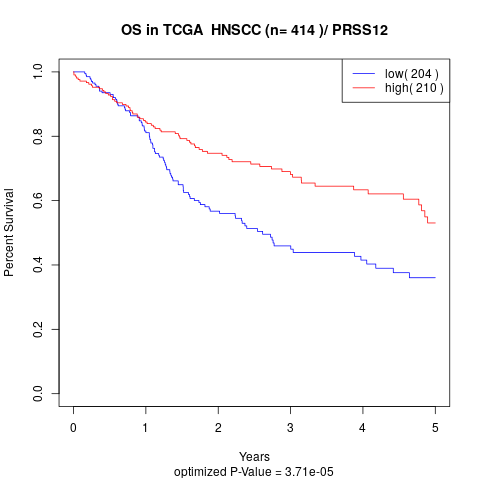 OS in TCGA HNSCC (n= 414 )/ PRSS12
low( 204 )
high( 210 )
Percent Survival
1.0
0.8
0.6
0.4
0.2
0.0
0 1 2 3 4 5
Years
optimized P-Value = 3.71e-05